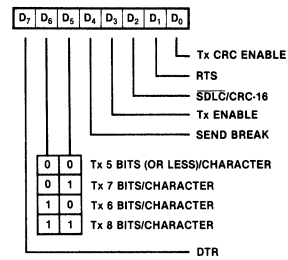 D7 D6 D5 D4 D3 D2 D1 D0
Tx CRC ENABLE
RTS
SDLC/CRC-16
Tx ENABLE
SEND BREAK
0 0 Tx 5 BITS (OR LESS)/CHARACTER
0 1 Tx 7 BITS/CHARACTER
1 0 Tx 6 BITS/CHARACTER
1 1 Tx 8 BITS/CHARACTER
DTR